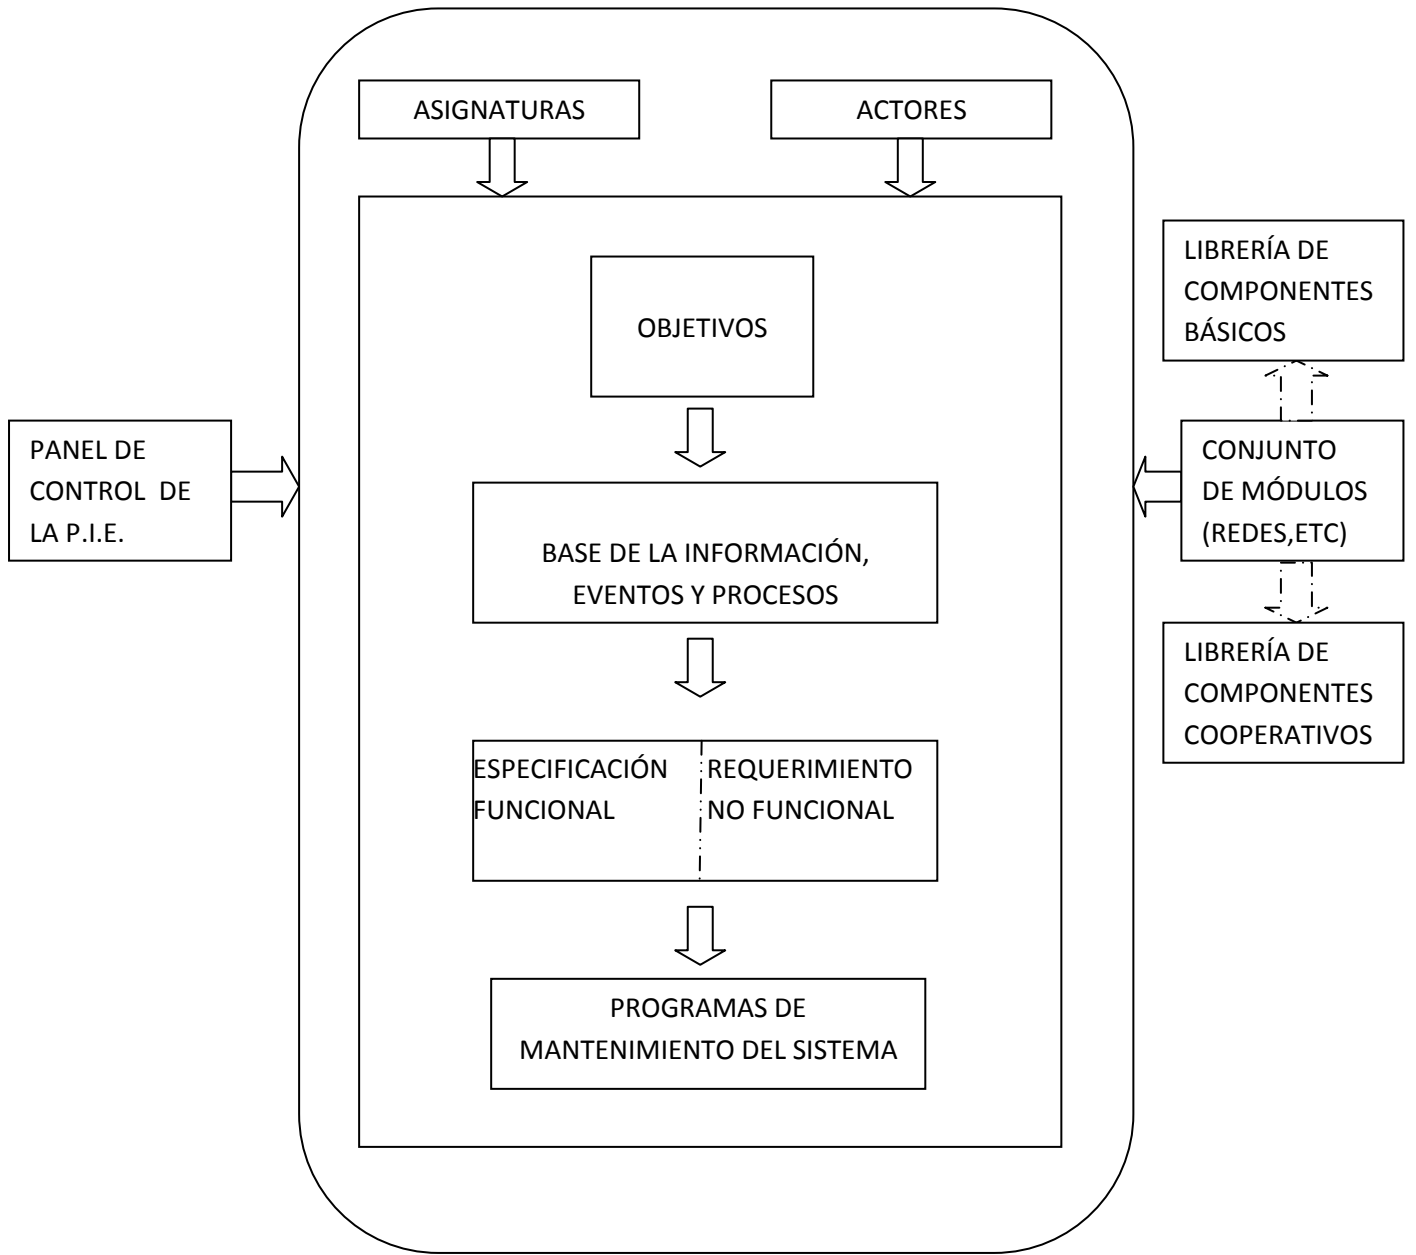 ASIGNATURAS
ACTORES
LIBRERÍA DE
COMPONENTES
BÁSICOS
OBJETIVOS
PANEL DE
CONTROL DE
LA P.I.E.
CONJUNTO
DE MÓDULOS
(REDES,ETC)
BASE DE LA INFORMACIÓN,
EVENTOS Y PROCESOS
LIBRERÍA DE
COMPONENTES
COOPERATIVOS
ESPECIFICACIÓN
FUNCIONAL
REQUERIMIENTO
NO FUNCIONAL
PROGRAMAS DE
MANTENIMIENTO DEL SISTEMA